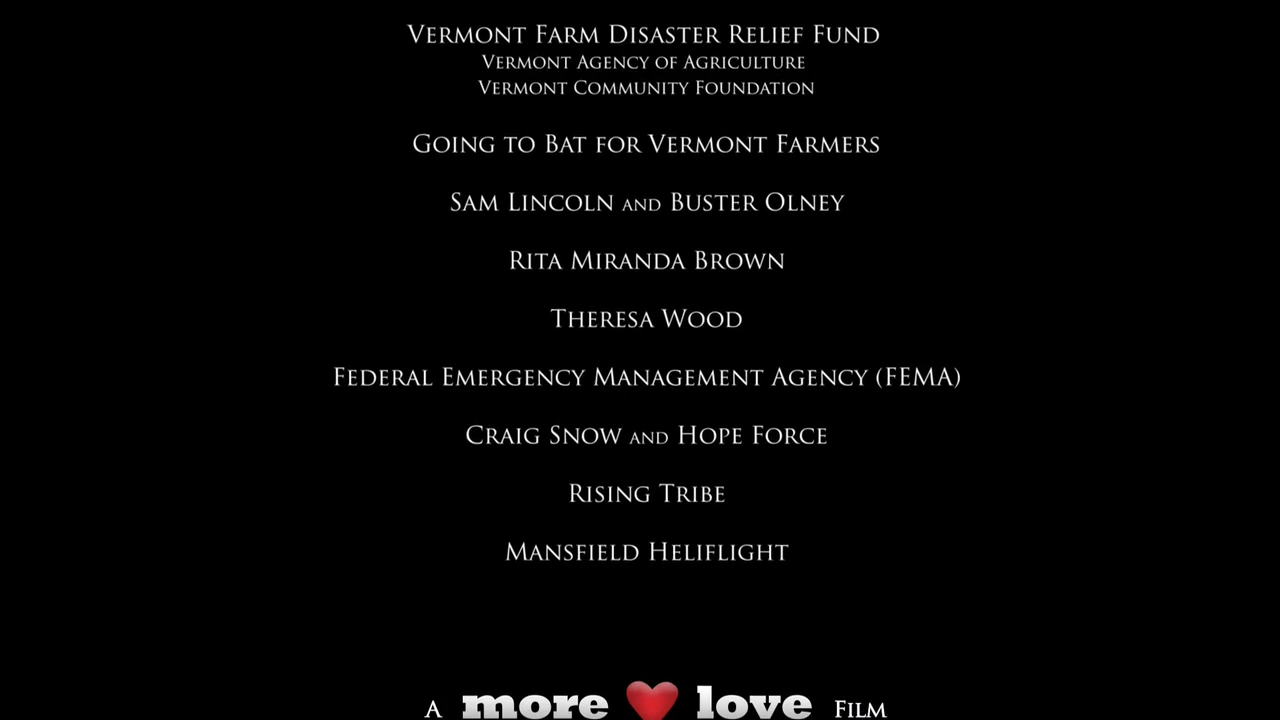 Vermont Farm Disaster Relief Fund
Vermont Agency of Agriculture
Vermont Community Foundation
Going to Bat for Vermont Farmers
Sam Lincoln and Buster Olney
Rita Miranda Brown
Theresa Wood
Federal Emergency Management Agency (FEMA)
Craig Snow and Hope Force
Rising Tribe
Mansfield Heliflight
A more love Film